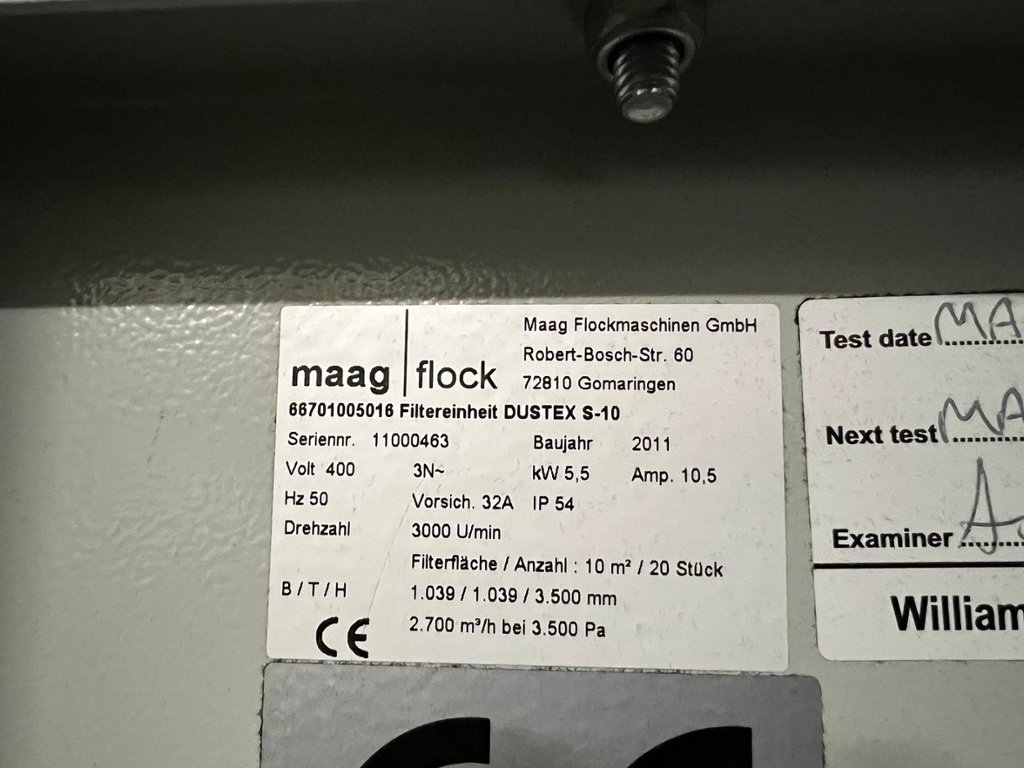 maag flock
Maag Flockmaschinen GmbH
Robert-Bosch-Str. 60
72810 Gomaringen
66701005016 Filtereinheit DUSTEX S-10
Seriennr. 11000463 Baujahr 2011
Volt 400 3N~ kW 5,5 Amp. 10,5
Hz 50 Vorsich. 32A IP 54
Drehzahl 3000 U/min
Filterfläche / Anzahl : 10 m² / 20 Stück
B / T / H 1.039 / 1.039 / 3.500 mm
CE 2.700 m³/h bei 3.500 Pa
Test date MA
Next test MA
Examiner
William